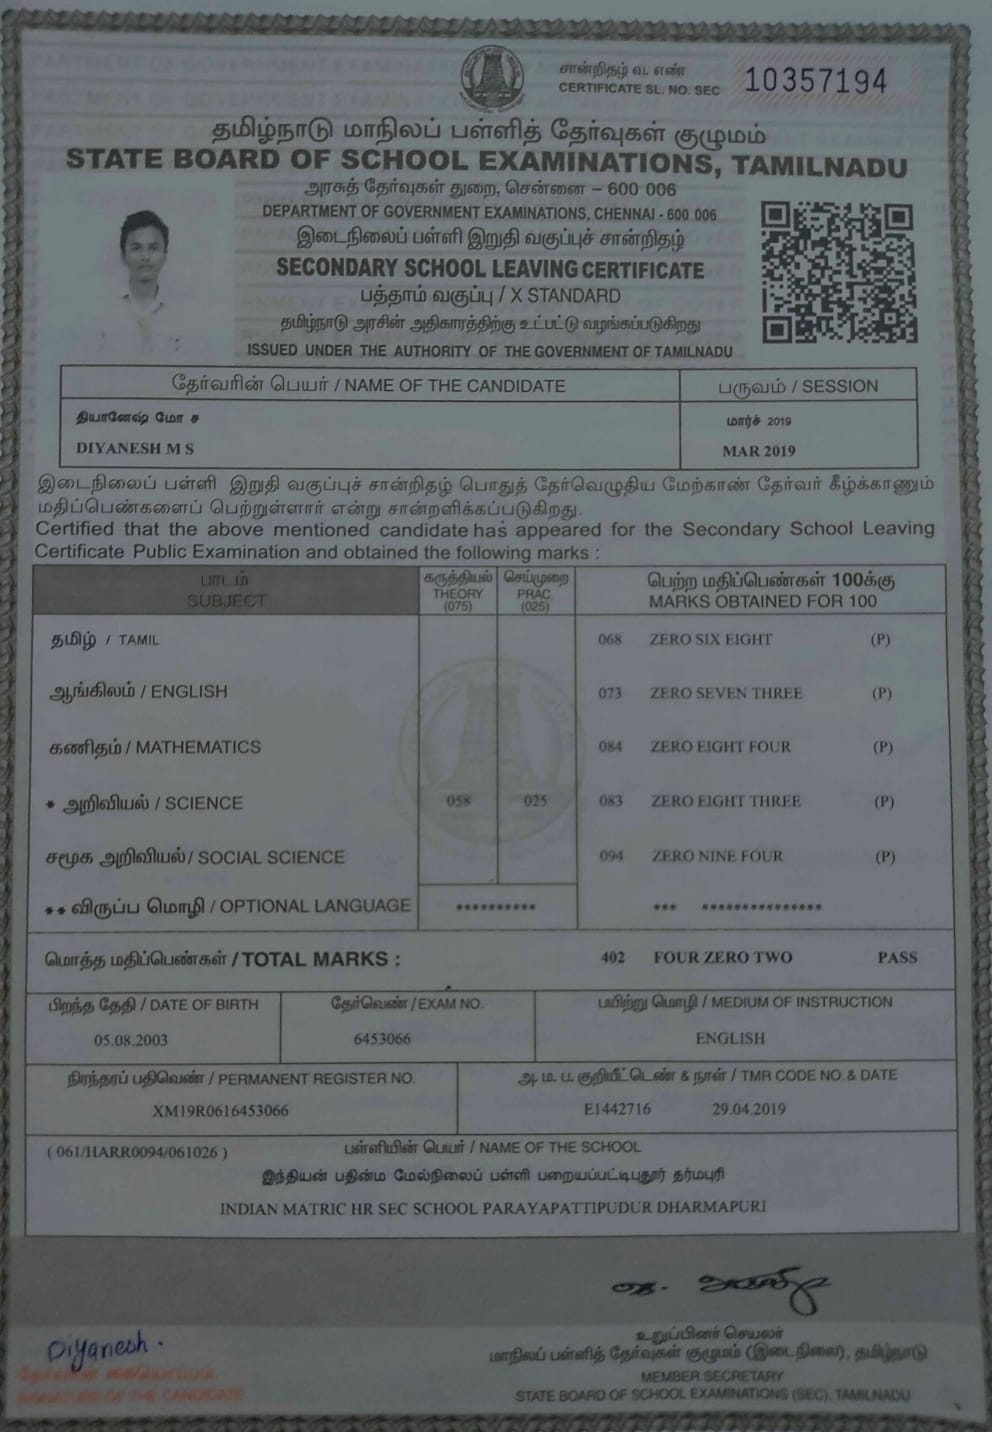 சான்றிதழ் வ. எண்
CERTIFICATE SL. NO. SEC 10357194
தமிழ்நாடு மாநிலப் பள்ளித் தேர்வுகள் குழுமம்
STATE BOARD OF SCHOOL EXAMINATIONS, TAMILNADU
அரசுத் தேர்வுகள் துறை, சென்னை – 600 006
DEPARTMENT OF GOVERNMENT EXAMINATIONS, CHENNAI - 600 006
இடைநிலைப் பள்ளி இறுதி வகுப்புச் சான்றிதழ்
SECONDARY SCHOOL LEAVING CERTIFICATE
பத்தாம் வகுப்பு / X STANDARD
தமிழ்நாடு அரசின் அதிகாரத்திற்கு உட்பட்டு வழங்கப்படுகிறது
ISSUED UNDER THE AUTHORITY OF THE GOVERNMENT OF TAMILNADU
தேர்வரின் பெயர் / NAME OF THE CANDIDATE பருவம் / SESSION
தியானேஷ் மோ ச மார்ச் 2019
DIYANESH M S MAR 2019
இடைநிலைப் பள்ளி இறுதி வகுப்புச் சான்றிதழ் பொதுத் தேர்வெழுதிய மேற்காண் தேர்வர் கீழ்க்காணும்
மதிப்பெண்களைப் பெற்றுள்ளார் என்று சான்றளிக்கப்படுகிறது.
Certified that the above mentioned candidate has appeared for the Secondary School Leaving
Certificate Public Examination and obtained the following marks :
பாடம் கருத்தியல் செய்முறை பெற்ற மதிப்பெண்கள் 100க்கு
SUBJECT THEORY PRAC. MARKS OBTAINED FOR 100
(075) (025)
தமிழ் / TAMIL 068 ZERO SIX EIGHT (P)
ஆங்கிலம் / ENGLISH 073 ZERO SEVEN THREE (P)
கணிதம் / MATHEMATICS 084 ZERO EIGHT FOUR (P)
* அறிவியல் / SCIENCE 058 025 083 ZERO EIGHT THREE (P)
சமூக அறிவியல் / SOCIAL SCIENCE 094 ZERO NINE FOUR (P)
** விருப்ப மொழி / OPTIONAL LANGUAGE ********** *** ***************
மொத்த மதிப்பெண்கள் / TOTAL MARKS : 402 FOUR ZERO TWO PASS
பிறந்த தேதி / DATE OF BIRTH தேர்வெண் / EXAM NO. பயிற்று மொழி / MEDIUM OF INSTRUCTION
05.08.2003 6453066 ENGLISH
நிரந்தரப் பதிவெண் / PERMANENT REGISTER NO. அ. ம. ப. குறியீட்டெண் & நாள் / TMR CODE NO. & DATE
XM19R0616453066 E1442716 29.04.2019
( 061/HARR0094/061026 ) பள்ளியின் பெயர் / NAME OF THE SCHOOL
இந்தியன் பதின்ம மேல்நிலைப் பள்ளி பறையப்பட்டிபுதூர் தர்மபுரி
INDIAN MATRIC HR SEC SCHOOL PARAYAPATTIPUDUR DHARMAPURI
Diyanesh.
தேர்வரின் கையொப்பம்
SIGNATURE OF THE CANDIDATE
உறுப்பினர் செயலர்
மாநிலப் பள்ளித் தேர்வுகள் குழுமம் (இடைநிலை), தமிழ்நாடு
MEMBER SECRETARY
STATE BOARD OF SCHOOL EXAMINATIONS (SEC), TAMILNADU